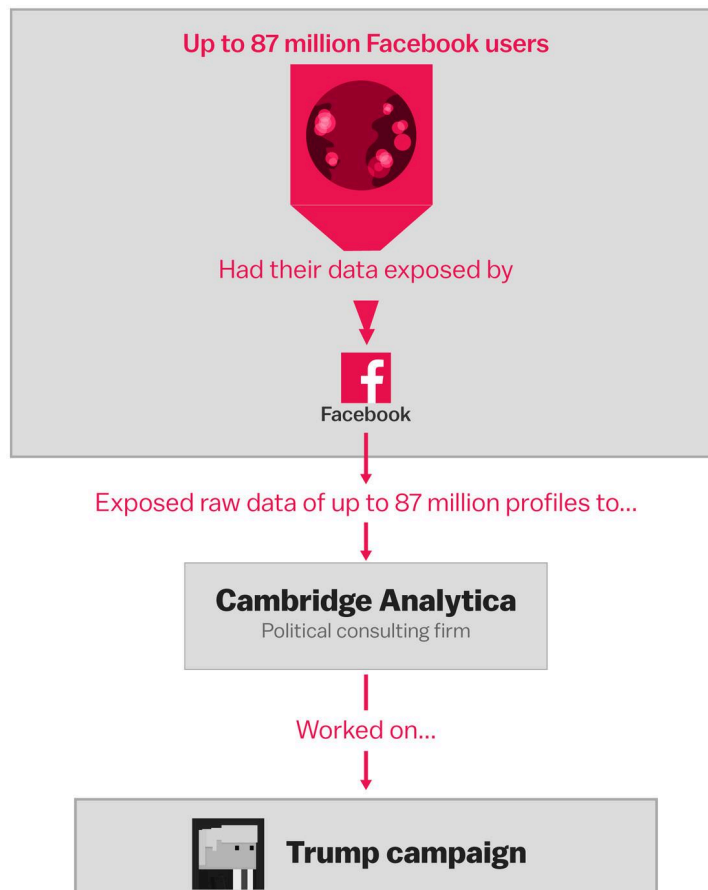 Up to 87 million Facebook users
Had their data exposed by
f
Facebook
Exposed raw data of up to 87 million profiles to...
Cambridge Analytica
Political consulting firm
Worked on...
Trump campaign